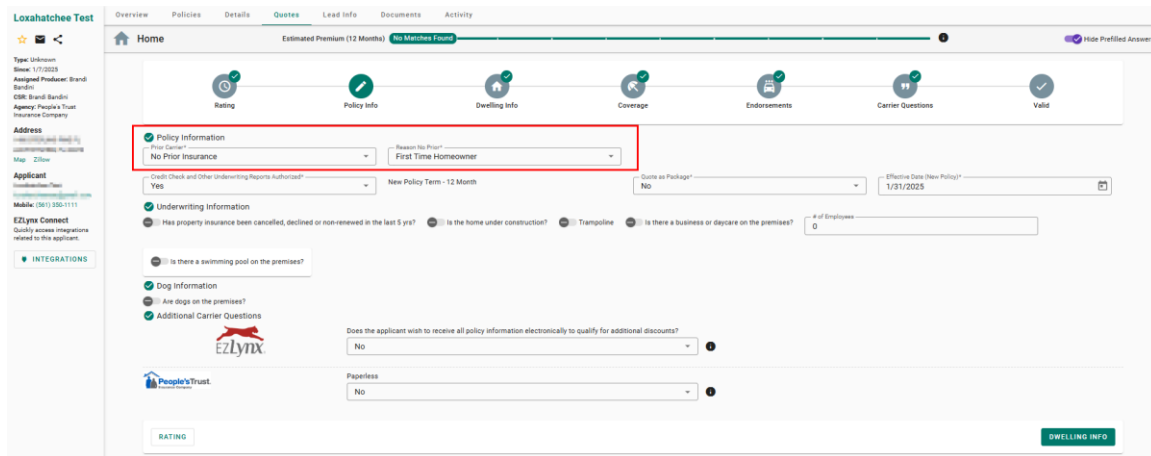 Loxahatchee Test
Type: Unknown
Since: 1/7/2025
Assigned Producer: Brandi
Bandini
CSR: Brandi Bandini
Agency: People's Trust
Insurance Company
Address
Map Zillow
Applicant
Mobile: (561) 350-1111
EZLynx Connect
Quickly access integrations
related to this applicant.
INTEGRATIONS
Overview Policies Details Quotes Lead Info Documents Activity
Home Estimated Premium (12 Months) No Matches Found Hide Prefilled Answer
Rating Policy Info Dwelling Info Coverage Endorsements Carrier Questions Valid
Policy Information
Prior Carrier* Reason No Prior*
No Prior Insurance First Time Homeowner
Credit Check and Other Underwriting Reports Authorized* Quote as Package* Effective Date (New Policy)*
Yes New Policy Term - 12 Month No 1/31/2025
Underwriting Information
Has property insurance been cancelled, declined or non-renewed in the last 5 yrs? Is the home under construction? Trampoline Is there a business or daycare on the premises? # of Employees
0
Is there a swimming pool on the premises?
Dog Information
Are dogs on the premises?
Additional Carrier Questions
EZLynx
Does the applicant wish to receive all policy information electronically to qualify for additional discounts?
No
People'sTrust
Paperless
No
RATING DWELLING INFO